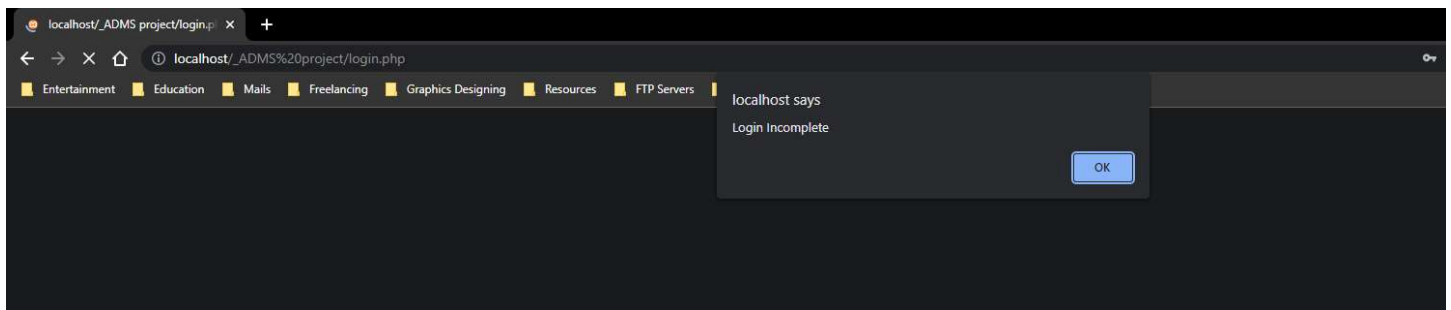 localhost/_ADMS project/login.p
localhost/_ADMS%20project/login.php
Entertainment Education Mails Freelancing Graphics Designing Resources FTP Servers
localhost says
Login Incomplete
OK